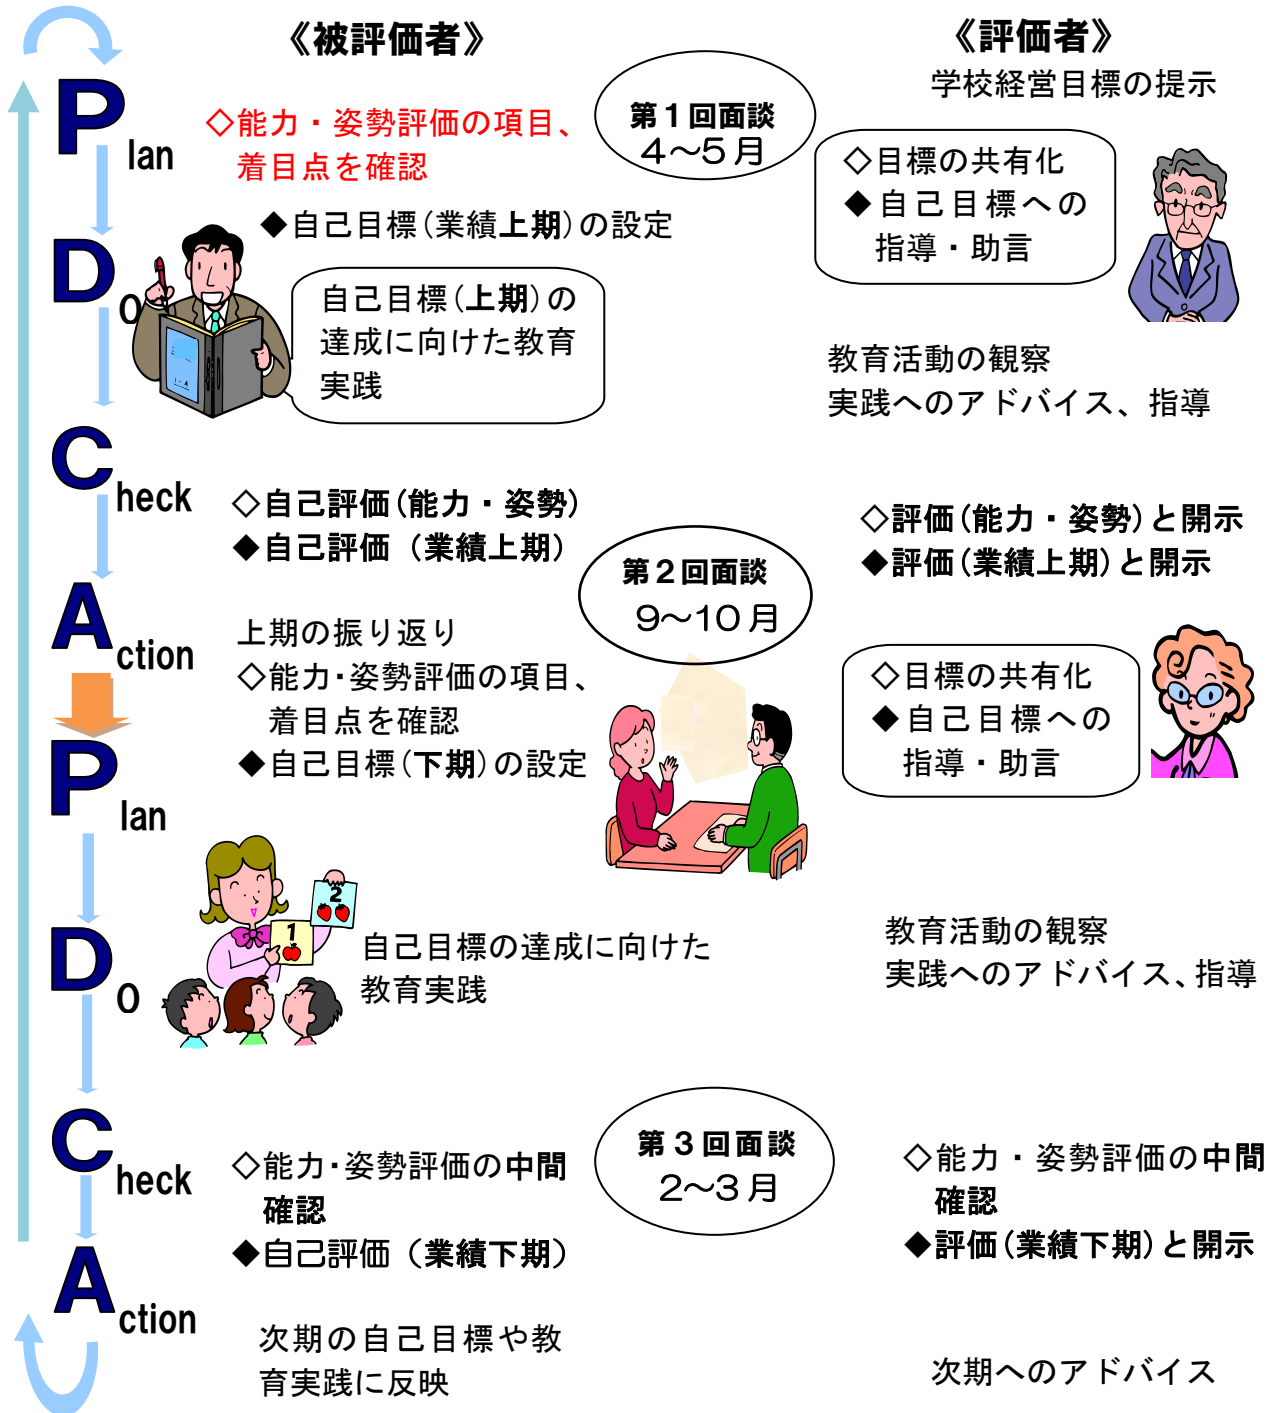 《被評価者》
《評価者》
学校経営目標の提示
Plan
◇能力・姿勢評価の項目、
着目点を確認
第1回面談
4～5月
◇目標の共有化
◆自己目標への
指導・助言
◆自己目標(業績上期)の設定
Do
自己目標(上期)の
達成に向けた教育
実践
教育活動の観察
実践へのアドバイス、指導
Check
◇自己評価(能力・姿勢)
◆自己評価（業績上期）
第2回面談
9～10月
◇評価(能力・姿勢)と開示
◆評価(業績上期)と開示
Action
上期の振り返り
◇能力・姿勢評価の項目、
着目点を確認
◆自己目標(下期)の設定
◇目標の共有化
◆自己目標への
指導・助言
Plan
1
2
Do
自己目標の達成に向けた
教育実践
教育活動の観察
実践へのアドバイス、指導
Check
◇能力・姿勢評価の中間
確認
◆自己評価（業績下期）
第3回面談
2～3月
◇能力・姿勢評価の中間
確認
◆評価(業績下期)と開示
Action
次期の自己目標や教
育実践に反映
次期へのアドバイス